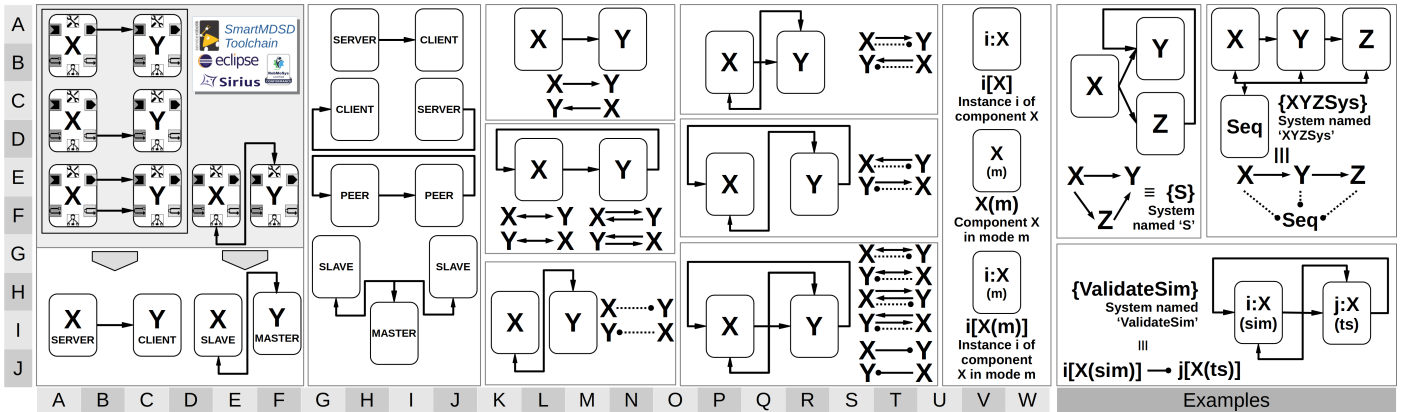 A
B
C
D
E
F
G
H
I
J
X
Y
X
Y
X
Y
X
Y
SmartMDSD
Toolchain
eclipse
Sirius
X
SERVER
Y
CLIENT
X
SLAVE
Y
MASTER
SERVER
CLIENT
CLIENT
SERVER
PEER
PEER
SLAVE
SLAVE
MASTER
X
Y
X Y
Y X
X
Y
X Y
X Y
Y X
Y X
X
Y
X Y
Y X
X
Y
X Y
Y X
X
Y
X Y
Y X
X
Y
X Y
Y X
X Y
Y X
X Y
Y X
i:X
i[X]
Instance i of
component X
X
(m)
X(m)
Component X
in mode m
i:X
(m)
i[X(m)]
Instance i of
component
X in mode m
X
Y
Z
X Y
Z
≡ {S}
System
named ‘S’
X
Y
Z
Seq
{XYZSys}
System named
‘XYZSys’
≡
X Y Z
Seq
{ValidateSim}
System named
‘ValidateSim’
≡
i[X(sim)] j[X(ts)]
i:X
(sim)
j:X
(ts)
A B C D E F G H I J K L M N O P Q R S T U V W
Examples